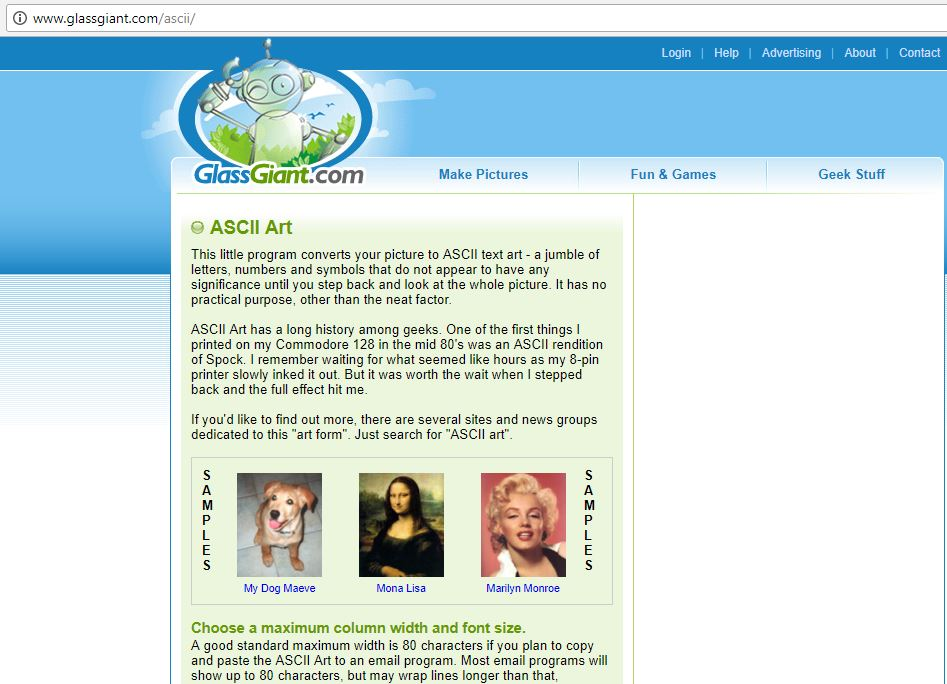 www.glassgiant.com/ascii/
Login | Help | Advertising | About | Contact
GlassGiant.com
Make Pictures
Fun & Games
Geek Stuff
ASCII Art
This little program converts your picture to ASCII text art - a jumble of
letters, numbers and symbols that do not appear to have any
significance until you step back and look at the whole picture. It has no
practical purpose, other than the neat factor.
ASCII Art has a long history among geeks. One of the first things I
printed on my Commodore 128 in the mid 80's was an ASCII rendition
of Spock. I remember waiting for what seemed like hours as my 8-pin
printer slowly inked it out. But it was worth the wait when I stepped
back and the full effect hit me.
If you'd like to find out more, there are several sites and news groups
dedicated to this "art form". Just search for "ASCII art".
SAMPLES
My Dog Maeve
Mona Lisa
Marilyn Monroe
SAMPLES
Choose a maximum column width and font size.
A good standard maximum width is 80 characters if you plan to copy
and paste the ASCII Art to an email program. Most email programs will
show up to 80 characters, but may wrap lines longer than that,